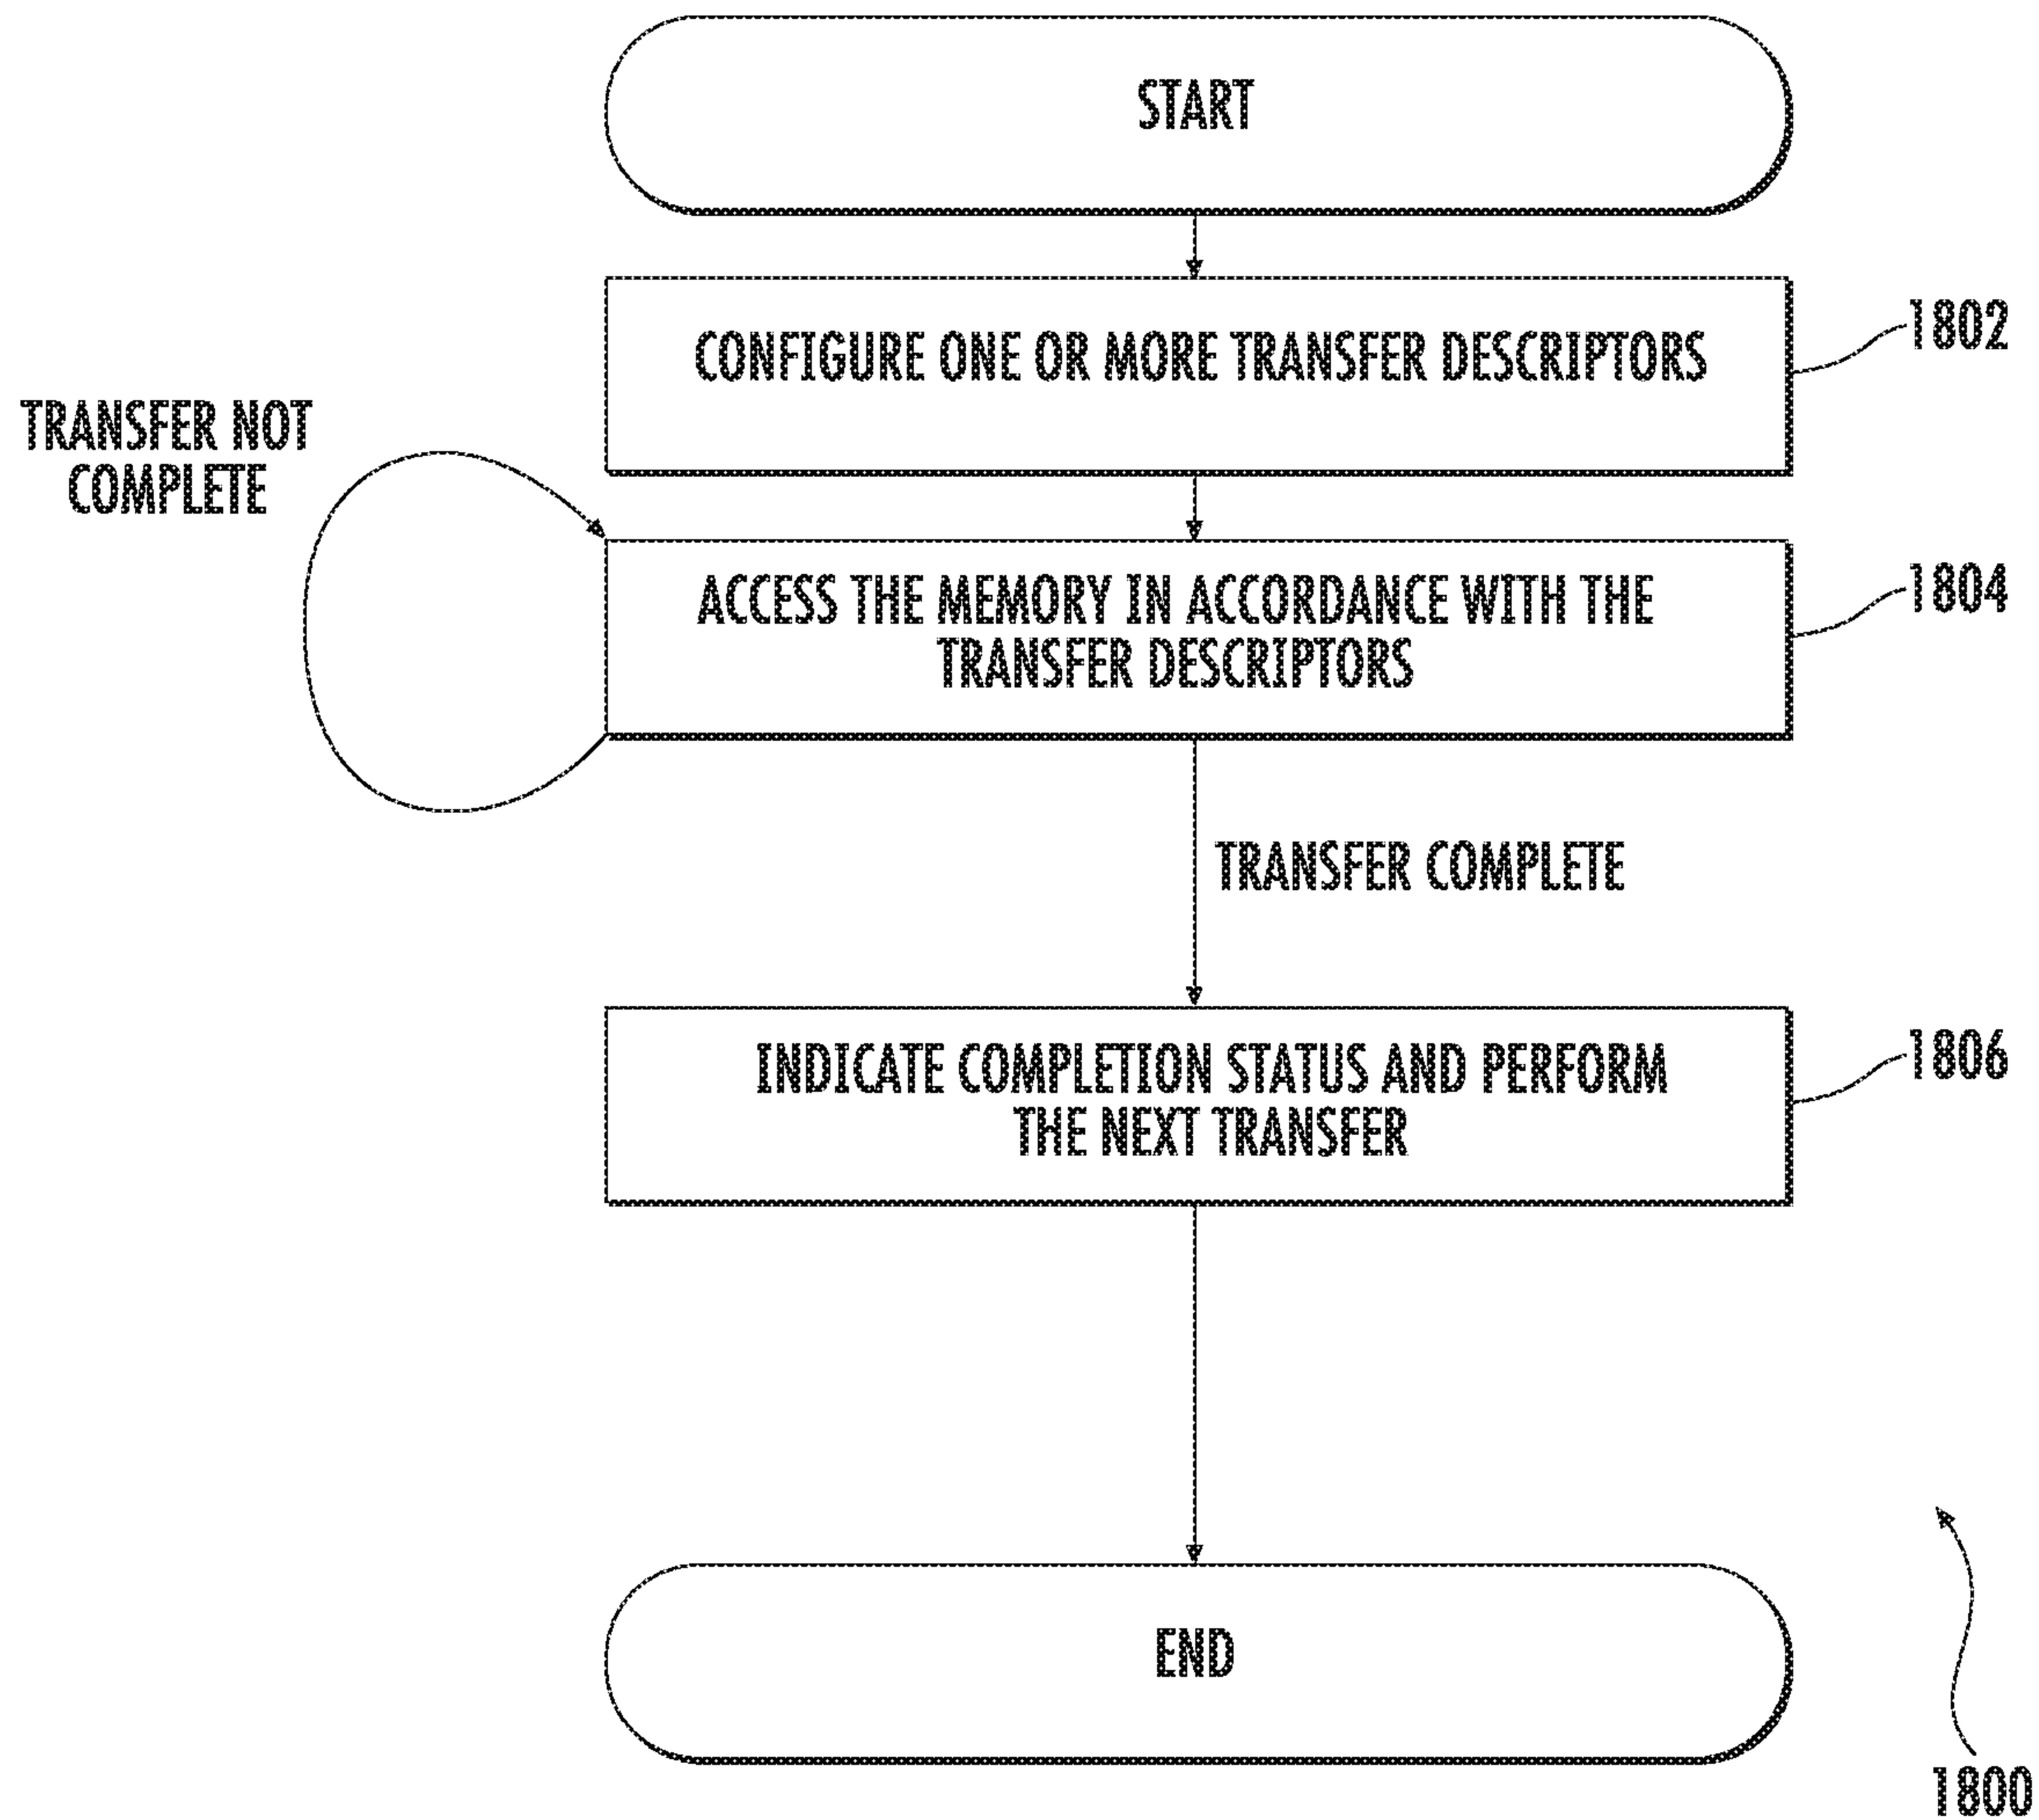 START
CONFIGURE ONE OR MORE TRANSFER DESCRIPTORS
1802
TRANSFER NOT
COMPLETE
ACCESS THE MEMORY IN ACCORDANCE WITH THE
TRANSFER DESCRIPTORS
1804
TRANSFER COMPLETE
INDICATE COMPLETION STATUS AND PERFORM
THE NEXT TRANSFER
1806
END
1800